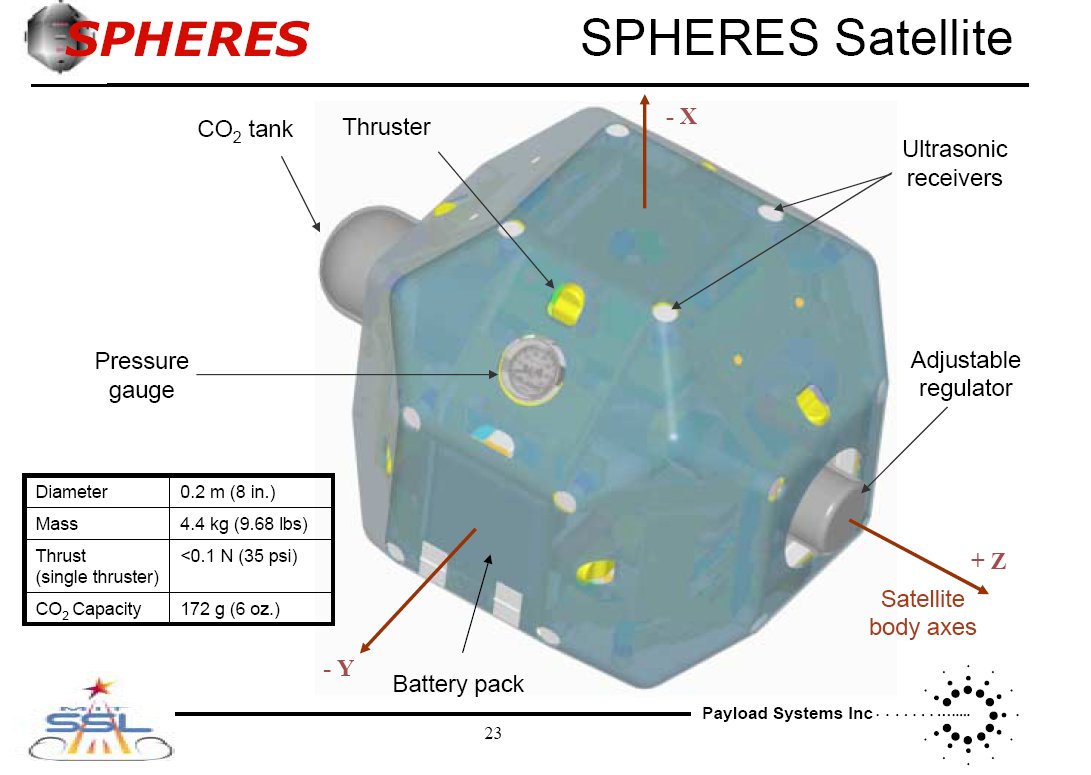 SPHERES
SPHERES Satellite
CO2 tank
Thruster
- X
Ultrasonic
receivers
Pressure
gauge
Adjustable
regulator
Diameter 0.2 m (8 in.)
Mass 4.4 kg (9.68 lbs)
Thrust <0.1 N (35 psi)
(single thruster)
CO2 Capacity 172 g (6 oz.)
+ Z
Satellite
body axes
- Y
Battery pack
MIT
SSL
Payload Systems Inc
23